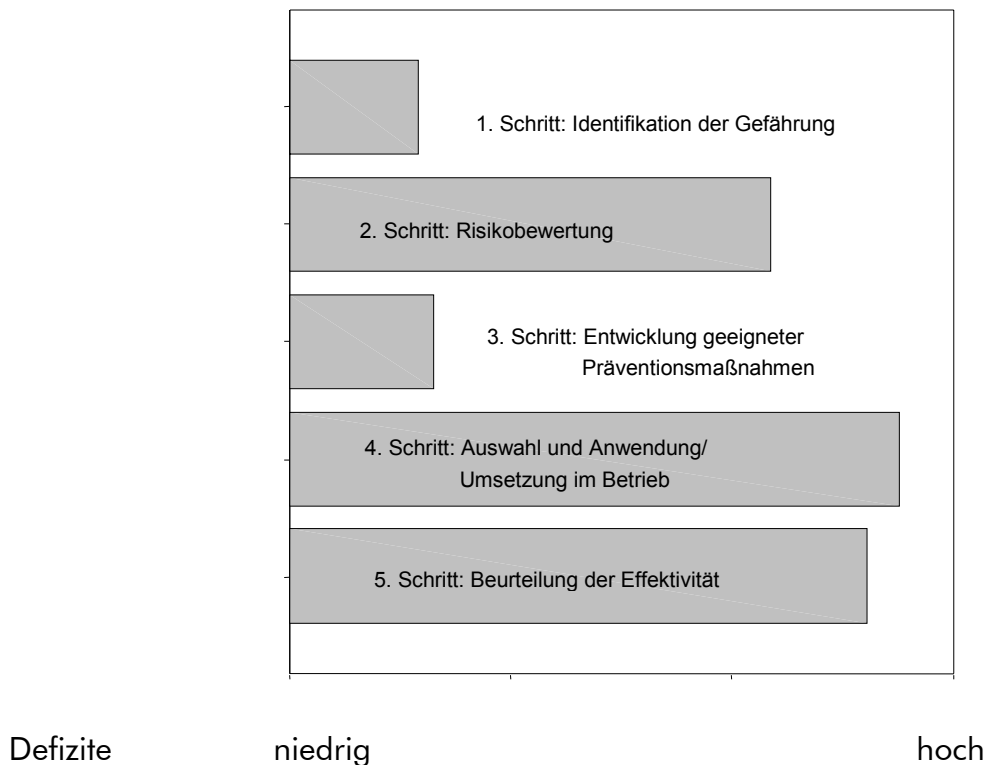 1. Schritt: Identifikation der Gefährung
2. Schritt: Risikobewertung
3. Schritt: Entwicklung geeigneter
Präventionsmaßnahmen
4. Schritt: Auswahl und Anwendung/
Umsetzung im Betrieb
5. Schritt: Beurteilung der Effektivität
Defizite niedrig hoch